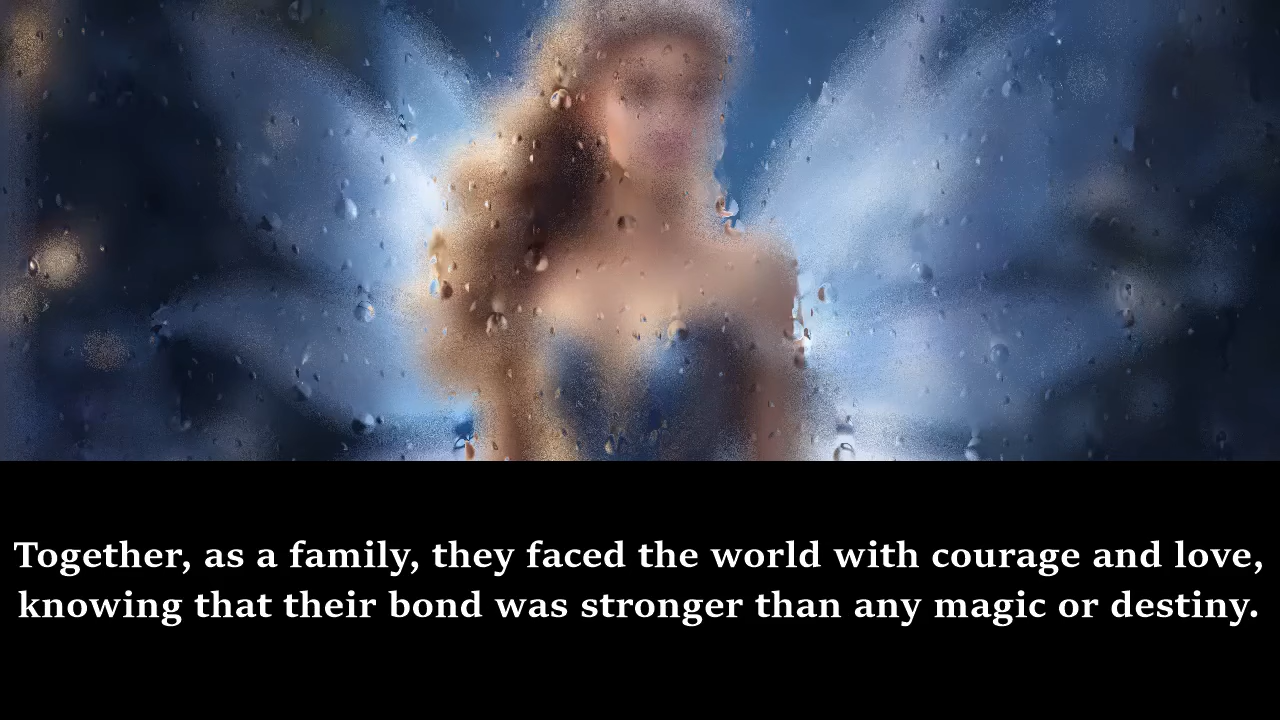 Together, as a family, they faced the world with courage and love,
knowing that their bond was stronger than any magic or destiny.